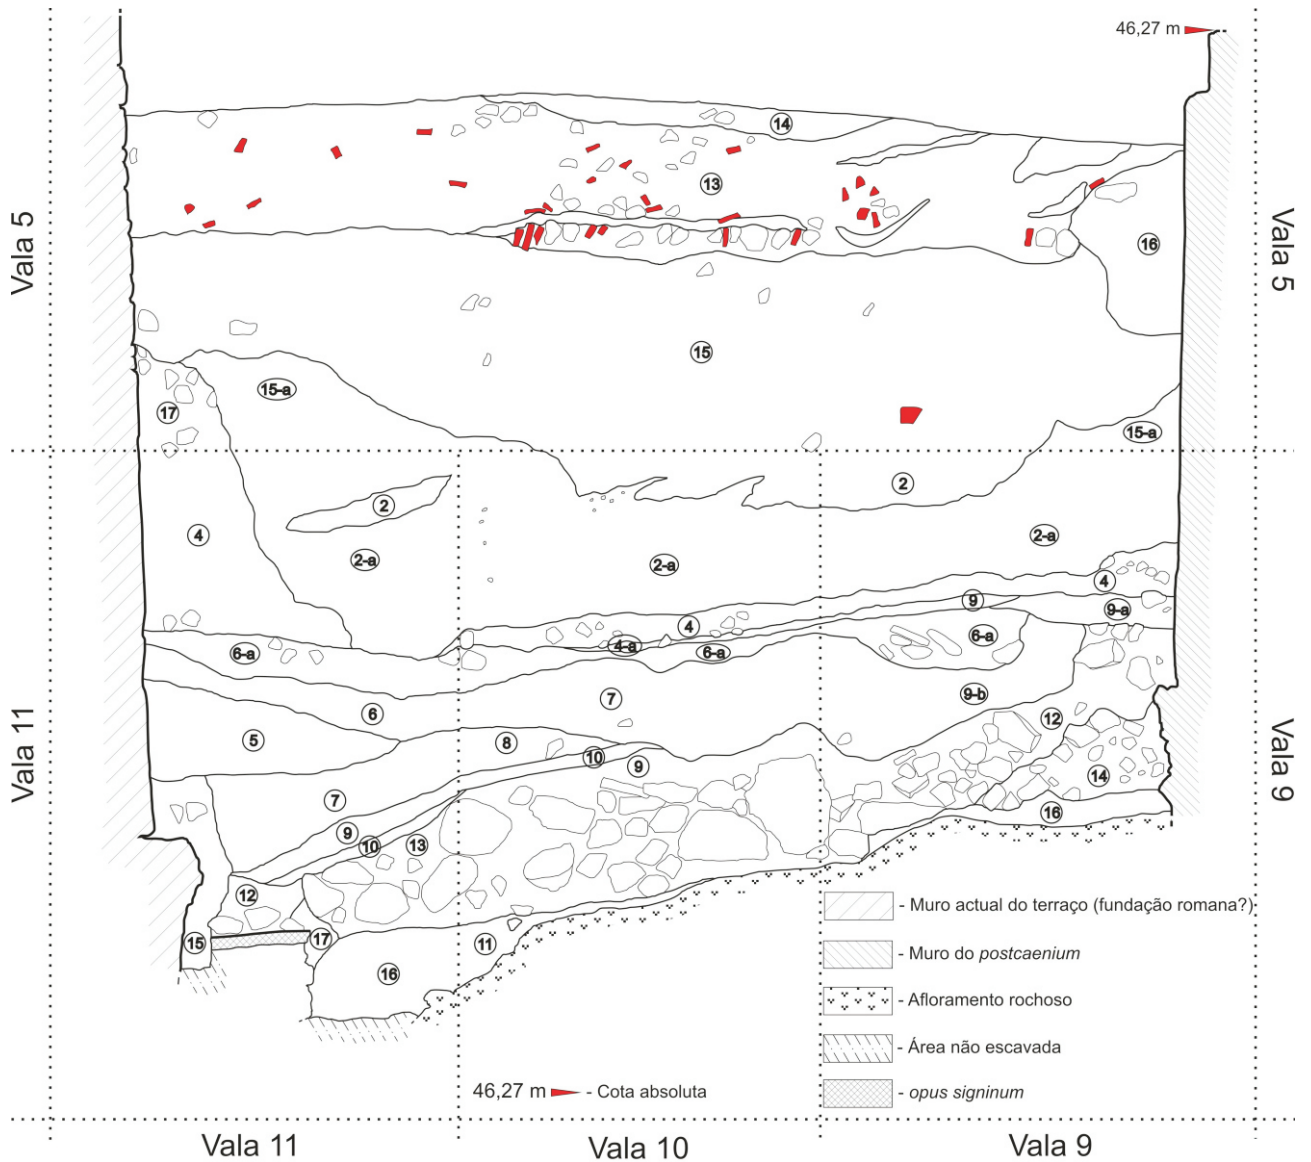 46,27 m
14
13
16
15
15-a
17
15-a
2
2
4
2-a
2-a
2-a
4
9
4
9-a
6-a
4-a
6-a
6-a
7
9-b
6
12
5
8
10
9
14
7
16
9
10
13
12
15
17
11
16
Vala 5
Vala 5
Vala 11
Vala 9
- Muro actual do terraço (fundação romana?)
- Muro do postcaenium
- Afloramento rochoso
- Área não escavada
- opus signinum
46,27 m - Cota absoluta
Vala 11
Vala 10
Vala 9